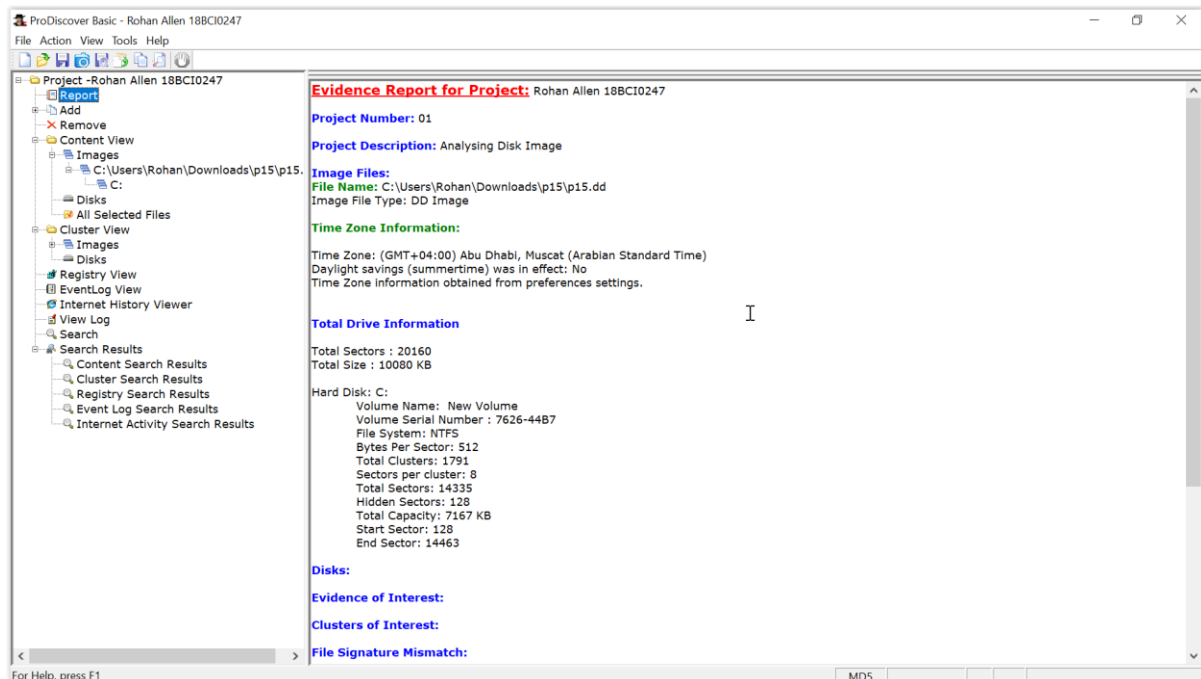 ProDiscover Basic - Rohan Allen 18BCI0247
File Action View Tools Help
Project -Rohan Allen 18BCI0247
Report
Add
Remove
Content View
Images
C:\Users\Rohan\Downloads\p15\p15.
C:
Disks
All Selected Files
Cluster View
Images
Disks
Registry View
EventLog View
Internet History Viewer
View Log
Search
Search Results
Content Search Results
Cluster Search Results
Registry Search Results
Event Log Search Results
Internet Activity Search Results
Evidence Report for Project: Rohan Allen 18BCI0247
Project Number: 01
Project Description: Analysing Disk Image
Image Files:
File Name: C:\Users\Rohan\Downloads\p15\p15.dd
Image File Type: DD Image
Time Zone Information:
Time Zone: (GMT+04:00) Abu Dhabi, Muscat (Arabian Standard Time)
Daylight savings (summertime) was in effect: No
Time Zone information obtained from preferences settings.
Total Drive Information
Total Sectors : 20160
Total Size : 10080 KB
Hard Disk: C:
Volume Name: New Volume
Volume Serial Number : 7626-44B7
File System: NTFS
Bytes Per Sector: 512
Total Clusters: 1791
Sectors per cluster: 8
Total Sectors: 14335
Hidden Sectors: 128
Total Capacity: 7167 KB
Start Sector: 128
End Sector: 14463
Disks:
Evidence of Interest:
Clusters of Interest:
File Signature Mismatch:
For Help, press F1
MD5